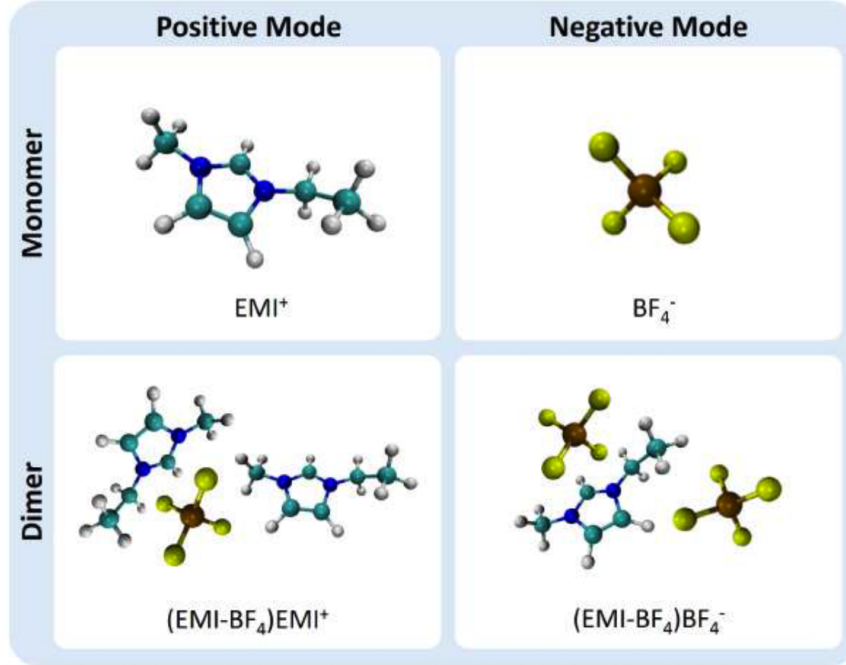 Positive Mode
Negative Mode
Monomer
EMI⁺
BF₄⁻
Dimer
(EMI-BF₄)EMI⁺
(EMI-BF₄)BF₄⁻